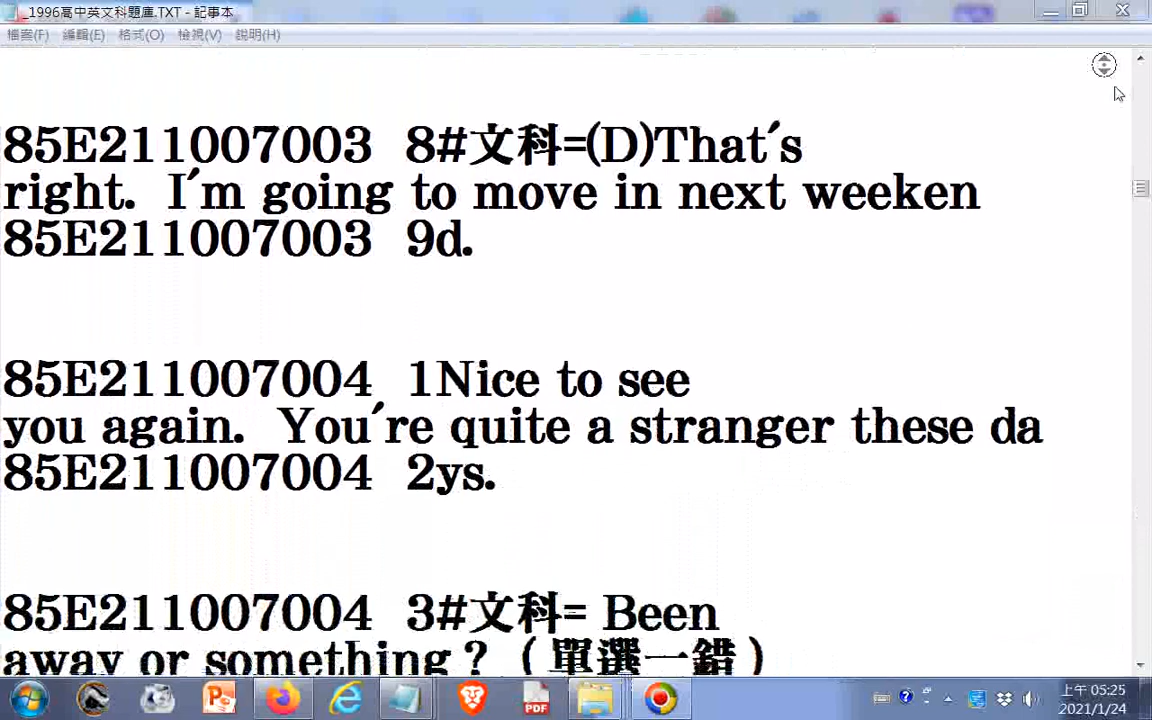 _1996高中英文科題庫.TXT - 記事本
檔案(F) 編輯(E) 格式(O) 檢視(V) 說明(H)
85E211007003 8#文科=(D)That's
right. I'm going to move in next weeken
85E211007003 9d.
85E211007004 1Nice to see
you again. You're quite a stranger these da
85E211007004 2ys.
85E211007004 3#文科= Been
away or something？（單選一錯）
PDF
上午 05:25
2021/1/24